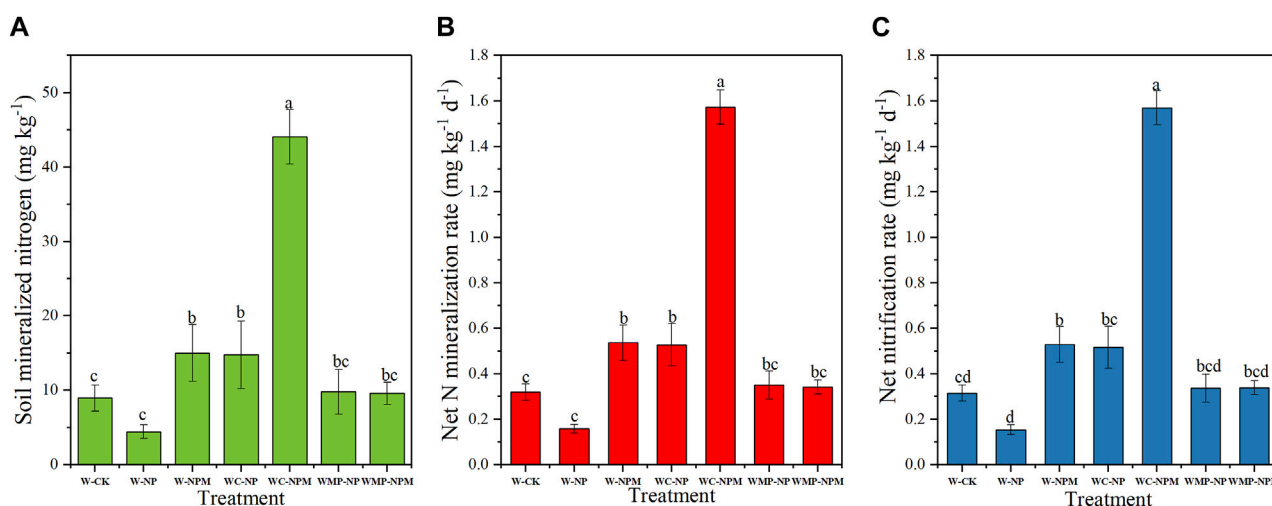 A
Soil mineralized nitrogen (mg kg⁻¹)
50
40
30
20
10
0
a
b
b
bc
bc
c
c
W-CK W-NP W-NPM WC-NP WC-NPM WMP-NP WMP-NPM
Treatment
B
Net N mineralization rate (mg kg⁻¹ d⁻¹)
1.8
1.6
1.4
1.2
1.0
0.8
0.6
0.4
0.2
0.0
a
b
b
bc
bc
c
c
W-CK W-NP W-NPM WC-NP WC-NPM WMP-NP WMP-NPM
Treatment
C
Net nitrification rate (mg kg⁻¹ d⁻¹)
1.8
1.6
1.4
1.2
1.0
0.8
0.6
0.4
0.2
0.0
a
b
bc
bcd
bcd
cd
d
W-CK W-NP W-NPM WC-NP WC-NPM WMP-NP WMP-NPM
Treatment